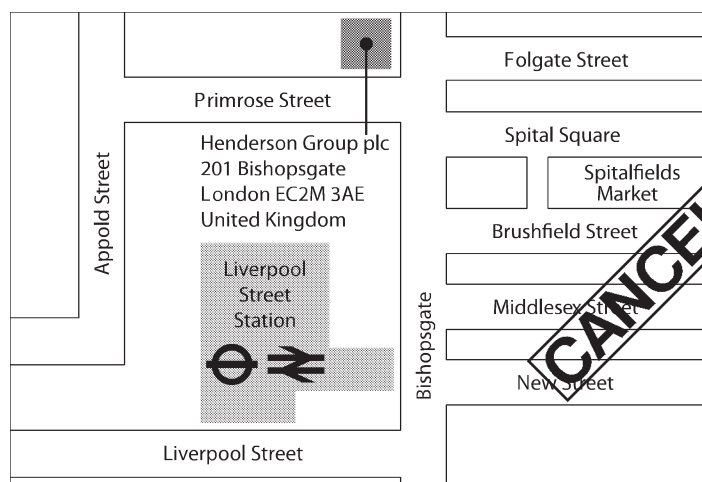 Folgate Street
Primrose Street
Henderson Group plc
201 Bishopsgate
London EC2M 3AE
United Kingdom
Spital Square
Spitalfields
Market
Appold Street
Brushfield Street
Liverpool
Street
Station
Middlesex Street
Bishopsgate
New Street
Liverpool Street